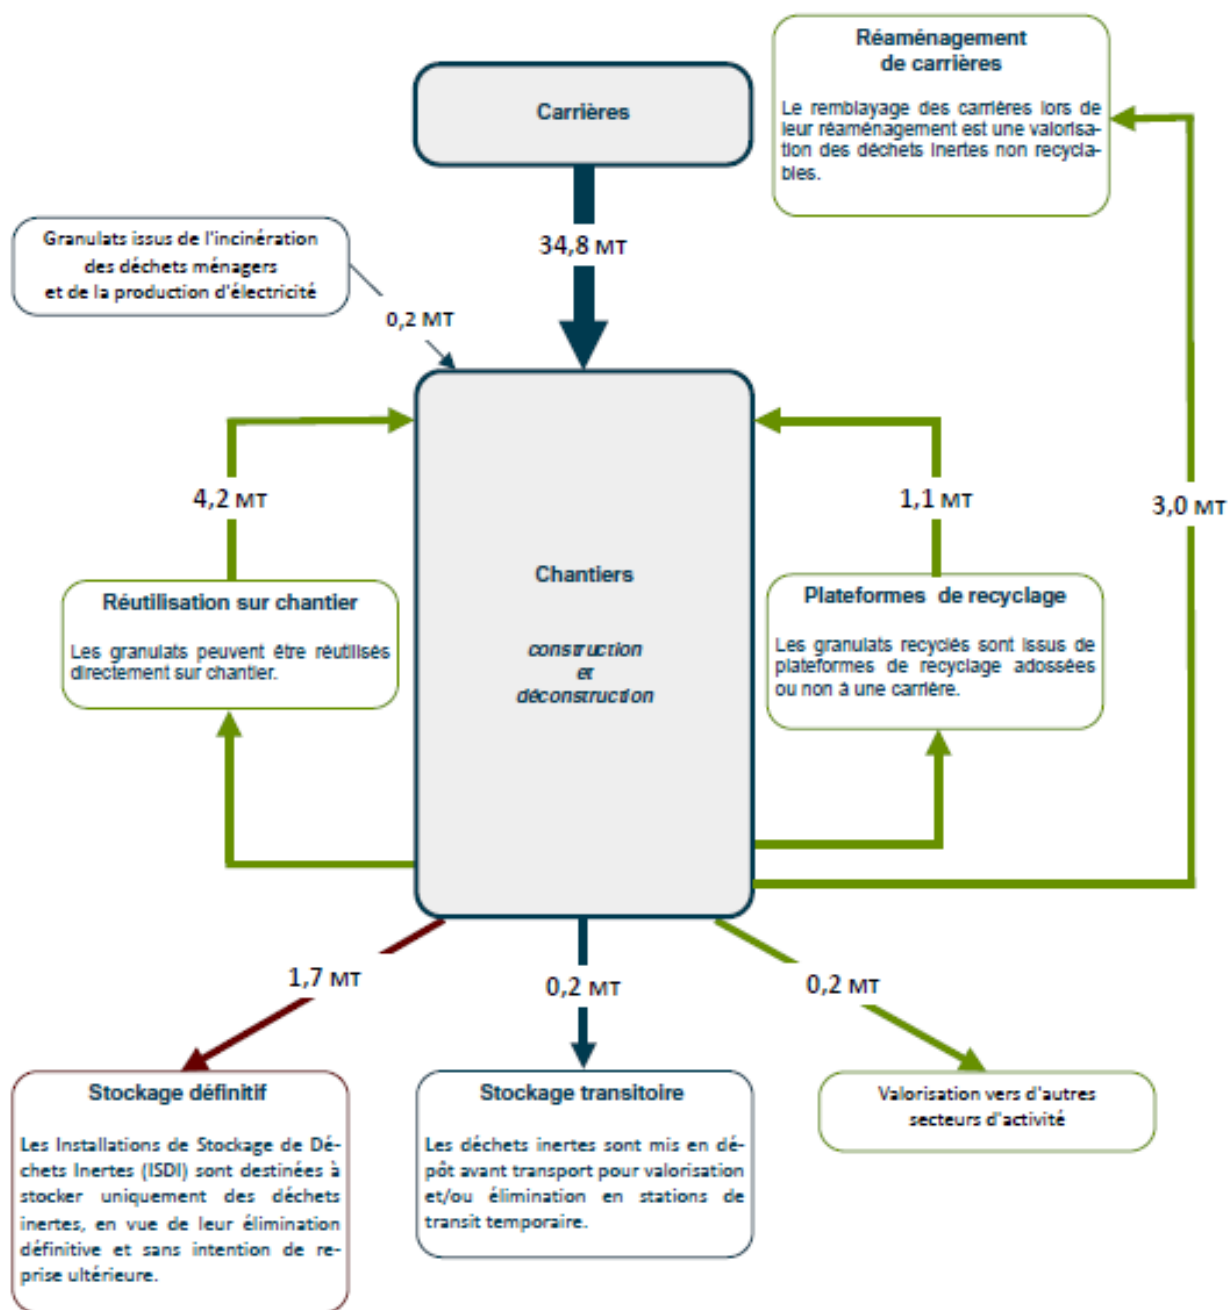 Réaménagement
de carrières
Le remblayage des carrières lors de
leur réaménagement est une valorisa-
tion des déchets inertes non recycla-
bles.
Carrières
34,8 MT
Granulats issus de l'incinération
des déchets ménagers
et de la production d'électricité
0,2 MT
4,2 MT
1,1 MT
3,0 MT
Chantiers
construction
et
déconstruction
Réutilisation sur chantier
Les granulats peuvent être réutilisés
directement sur chantier.
Plateformes de recyclage
Les granulats recyclés sont issus de
plateformes de recyclage adossées
ou non à une carrière.
1,7 MT
0,2 MT
0,2 MT
Stockage définitif
Les Installations de Stockage de Dé-
chets Inertes (ISDI) sont destinées à
stocker uniquement des déchets
inertes, en vue de leur élimination
définitive et sans intention de re-
prise ultérieure.
Stockage transitoire
Les déchets inertes sont mis en dé-
pôt avant transport pour valorisation
et/ou élimination en stations de
transit temporaire.
Valorisation vers d'autres
secteurs d'activité